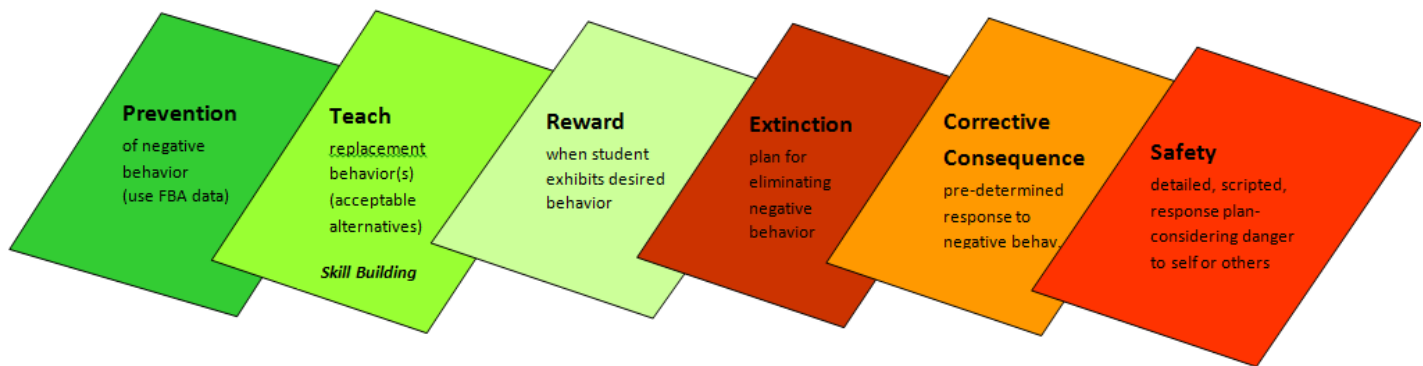 Prevention
of negative
behavior
(use FBA data)
Teach
replacement
behavior(s)
(acceptable
alternatives)
Skill Building
Reward
when student
exhibits desired
behavior
Extinction
plan for
eliminating
negative
behavior
Corrective
Consequence
pre-determined
response to
negative behav.
Safety
detailed, scripted,
response plan-
considering danger
to self or others